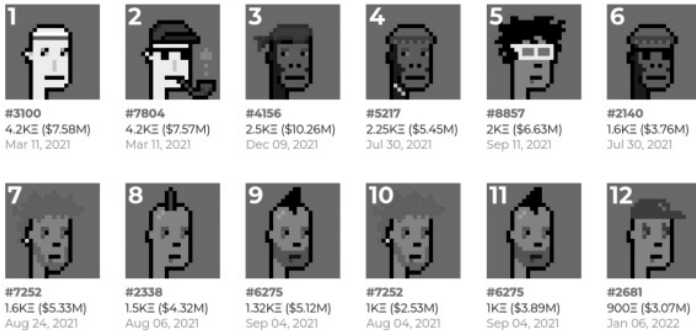 1 2 3 4 5 6
#3100 #7804 #4156 #5217 #8857 #2140
4.2KΞ ($7.58M) 4.2KΞ ($7.57M) 2.5KΞ ($10.26M) 2.25KΞ ($5.45M) 2KΞ ($6.63M) 1.6KΞ ($3.76M)
Mar 11, 2021 Mar 11, 2021 Dec 09, 2021 Jul 30, 2021 Sep 11, 2021 Jul 30, 2021
7 8 9 10 11 12
#7252 #2338 #6275 #7252 #6275 #2681
1.6KΞ ($5.33M) 1.5KΞ ($4.32M) 1.32KΞ ($5.12M) 1KΞ ($2.53M) 1KΞ ($3.89M) 900Ξ ($3.07M)
Aug 24, 2021 Aug 06, 2021 Sep 04, 2021 Aug 04, 2021 Sep 04, 2021 Jan 06, 2022